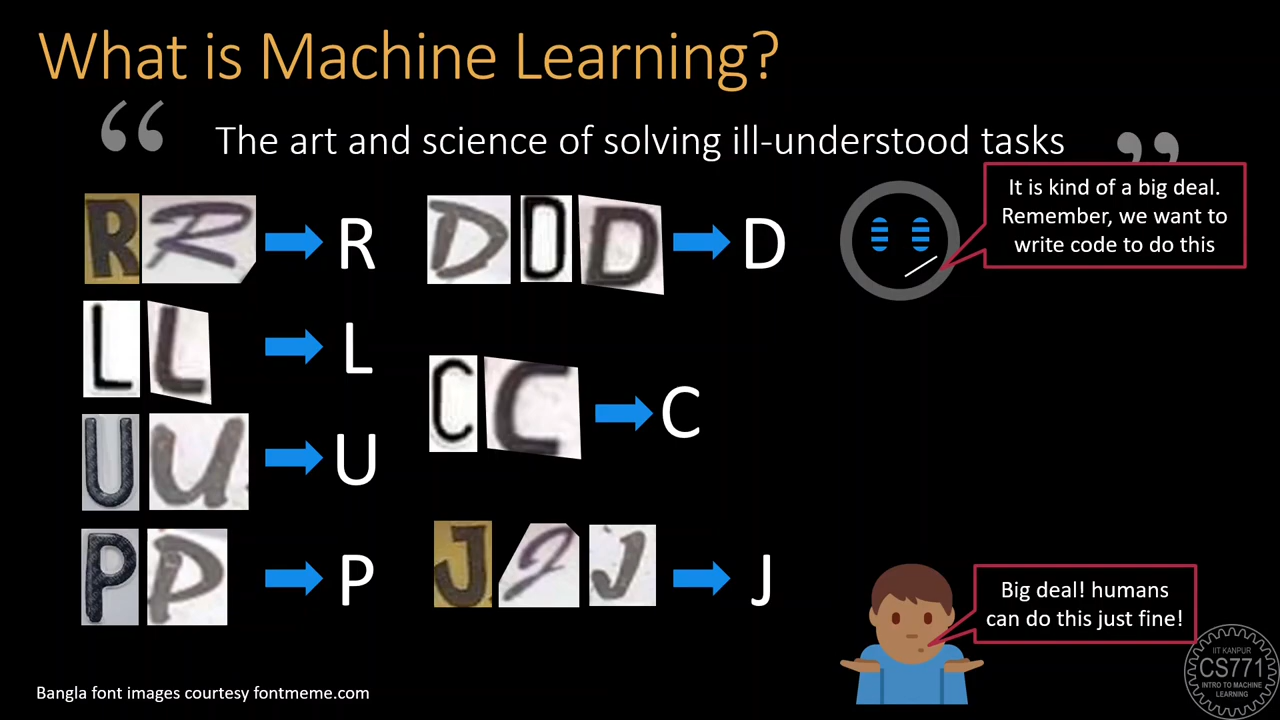 What is Machine Learning?
“ The art and science of solving ill-understood tasks ”
It is kind of a big deal.
Remember, we want to
write code to do this
R R R
D D D D
L L L
C C C
U U U
P P P
J J J J
Big deal! humans
can do this just fine!
Bangla font images courtesy fontmeme.com
IIT KANPUR
CS771
INTRO TO MACHINE
LEARNING